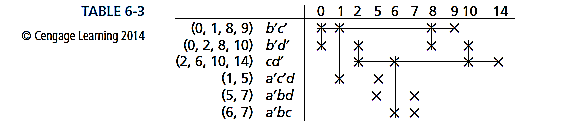 TABLE 6-3 0 1 2 5 6 7 8 9 10 14
(0, 1, 8, 9) b′c′
© Cengage Learning 2014 (0, 2, 8, 10) b′d′
(2, 6, 10, 14) cd′
(1, 5) a′c′d
(5, 7) a′bd
(6, 7) a′bc